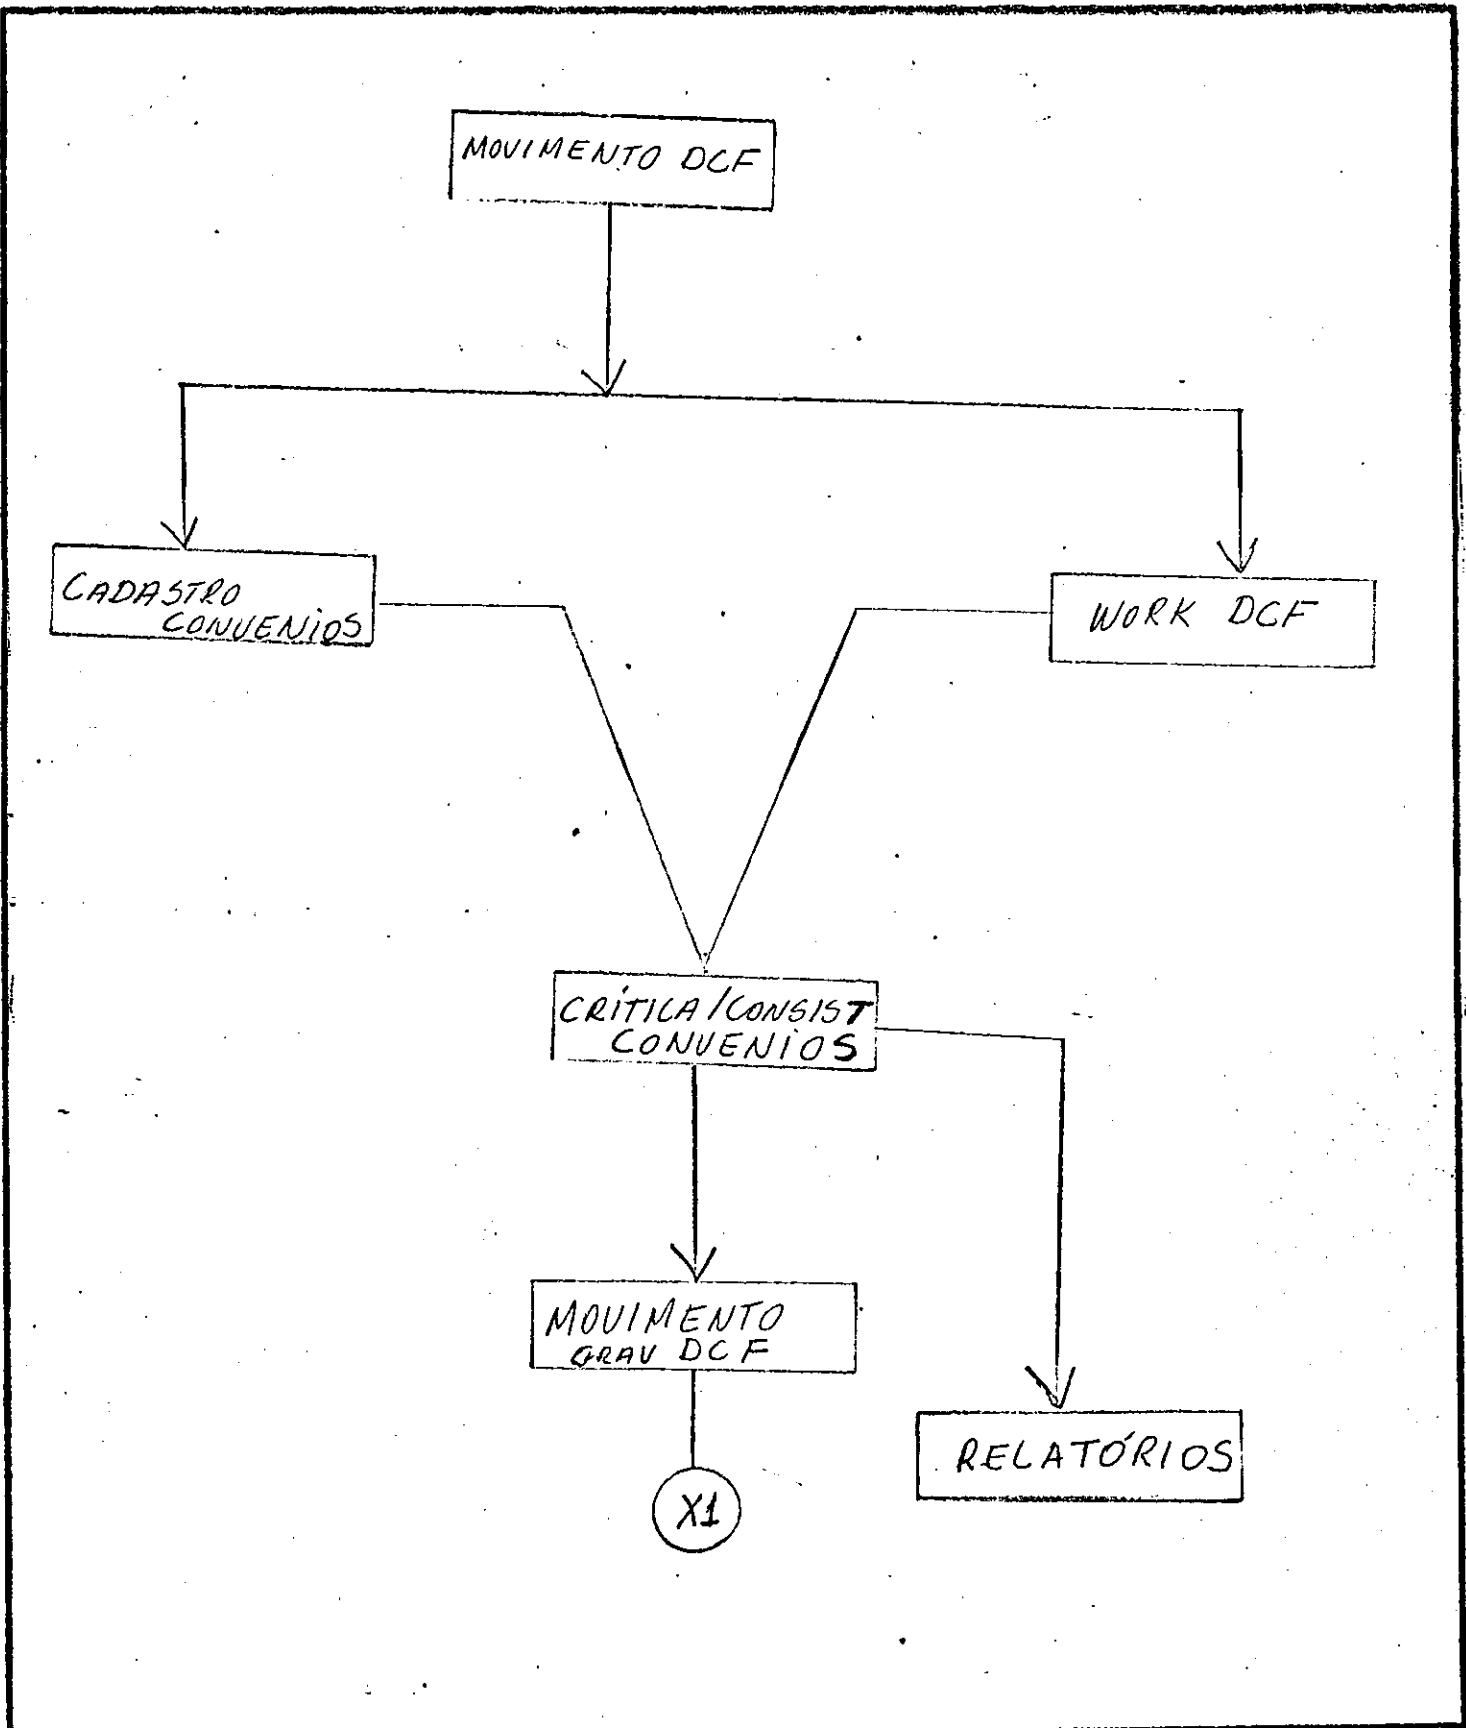 MOVIMENTO DCF
CADASTRO
CONVENiOS
WORK DCF
CRÍTICA/CONSIST
CONVENiOS
MOVIMENTO
GRAV DCF
RELATÓRIOS
X1